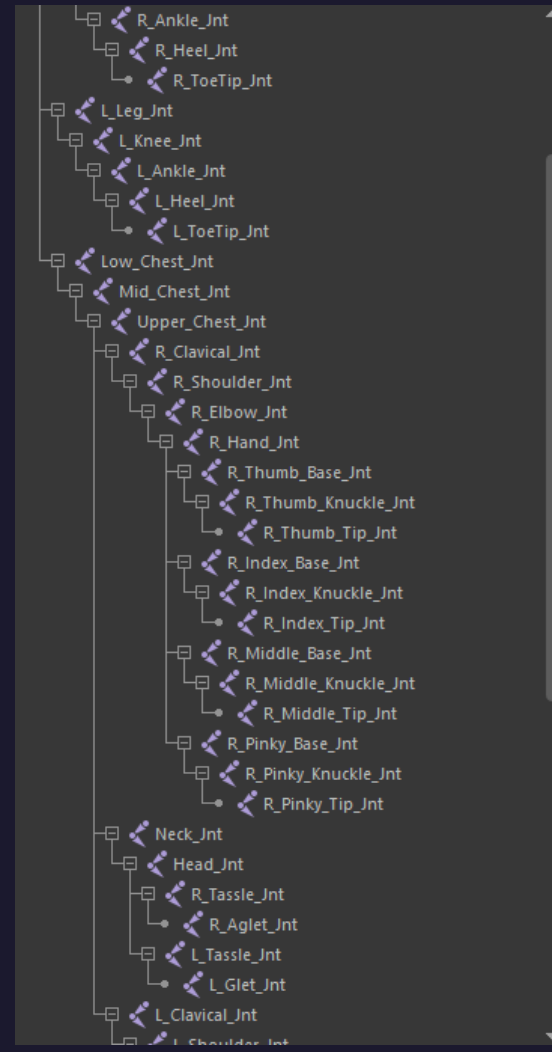 R_Ankle_Jnt
R_Heel_Jnt
R_ToeTip_Jnt
L_Leg_Jnt
L_Knee_Jnt
L_Ankle_Jnt
L_Heel_Jnt
L_ToeTip_Jnt
Low_Chest_Jnt
Mid_Chest_Jnt
Upper_Chest_Jnt
R_Clavical_Jnt
R_Shoulder_Jnt
R_Elbow_Jnt
R_Hand_Jnt
R_Thumb_Base_Jnt
R_Thumb_Knuckle_Jnt
R_Thumb_Tip_Jnt
R_Index_Base_Jnt
R_Index_Knuckle_Jnt
R_Index_Tip_Jnt
R_Middle_Base_Jnt
R_Middle_Knuckle_Jnt
R_Middle_Tip_Jnt
R_Pinky_Base_Jnt
R_Pinky_Knuckle_Jnt
R_Pinky_Tip_Jnt
Neck_Jnt
Head_Jnt
R_Tassle_Jnt
R_Aglet_Jnt
L_Tassle_Jnt
L_Glet_Jnt
L_Clavical_Jnt
L_Shoulder_Jnt